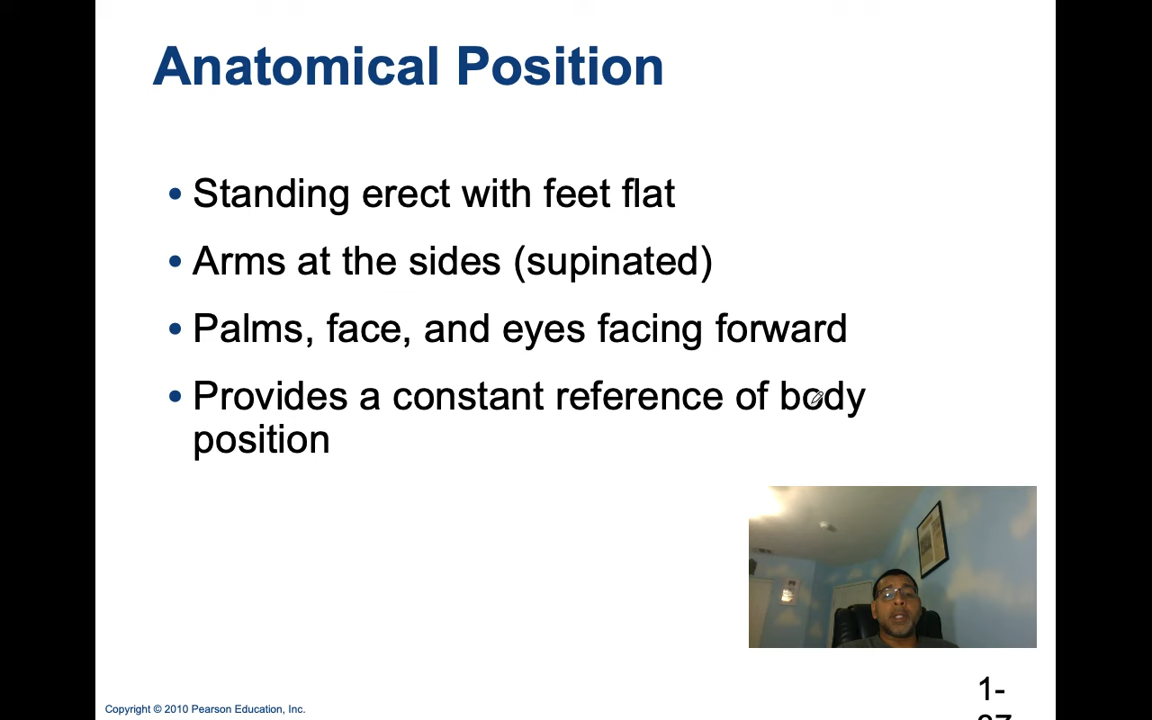 Anatomical Position
• Standing erect with feet flat
• Arms at the sides (supinated)
• Palms, face, and eyes facing forward
• Provides a constant reference of body
position
1-
Copyright © 2010 Pearson Education, Inc.